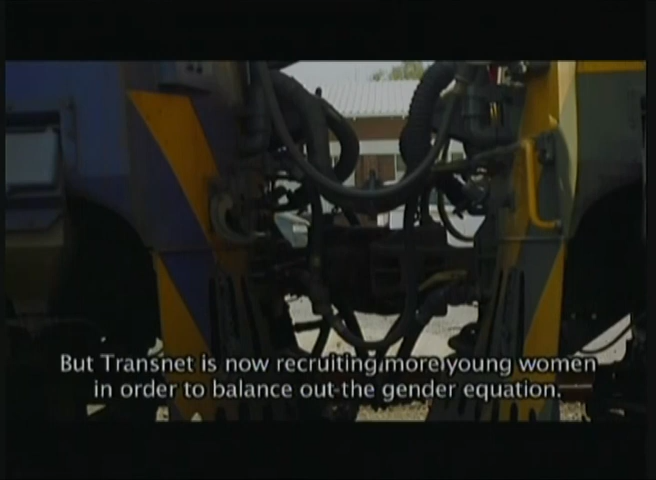 But Transnet is now recruiting more young women
in order to balance out the gender equation.